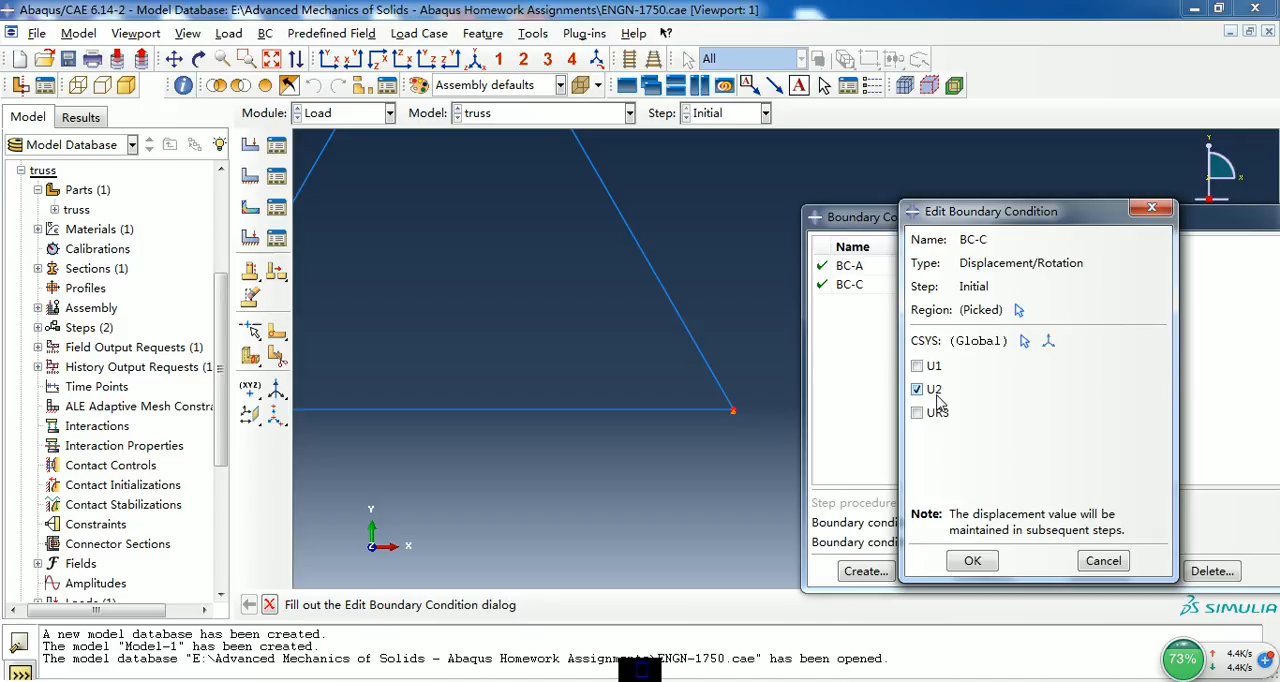 Abaqus/CAE 6.14-2 - Model Database: E:\Advanced Mechanics of Solids - Abaqus Homework Assignments\ENGN-1750.cae [Viewport: 1]
File Model Viewport View Load BC Predefined Field Load Case Feature Tools Plug-ins Help
1 2 3 4 All
Assembly defaults
Model Results
Module: Load Model: truss Step: Initial
Model Database
truss
Parts (1)
truss
Materials (1)
Calibrations
Sections (1)
Profiles
Assembly
Steps (2)
Field Output Requests (1)
History Output Requests (1)
Time Points
ALE Adaptive Mesh Constra
Interactions
Interaction Properties
Contact Controls
Contact Initializations
Contact Stabilizations
Constraints
Connector Sections
Fields
Amplitudes
Y
X
Y
X
Boundary Co
Name
BC-A
BC-C
Step procedure
Boundary condi
Boundary condi
Create...
Delete...
Edit Boundary Condition
Name: BC-C
Type: Displacement/Rotation
Step: Initial
Region: (Picked)
CSYS: (Global)
U1
U2
UR3
Note: The displacement value will be
maintained in subsequent steps.
OK Cancel
Fill out the Edit Boundary Condition dialog
SIMULIA
A new model database has been created.
The model "Model-1" has been created.
The model database "E:\Advanced Mechanics of Solids - Abaqus Homework Assignments\ENGN-1750.cae" has been opened.
>>>
73%
4.4K/s
4.4K/s